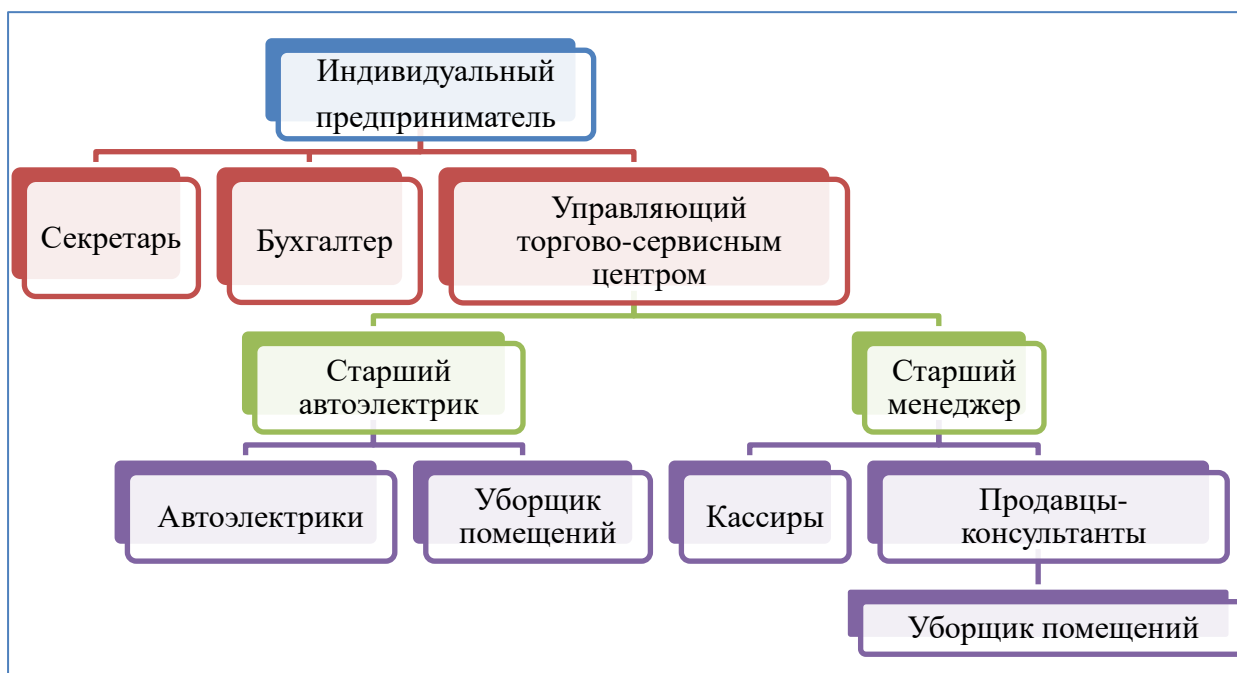 Индивидуальный
предприниматель
Секретарь
Бухгалтер
Управляющий
торгово-сервисным
центром
Старший
автоэлектрик
Старший
менеджер
Автоэлектрики
Уборщик
помещений
Кассиры
Продавцы-
консультанты
Уборщик помещений